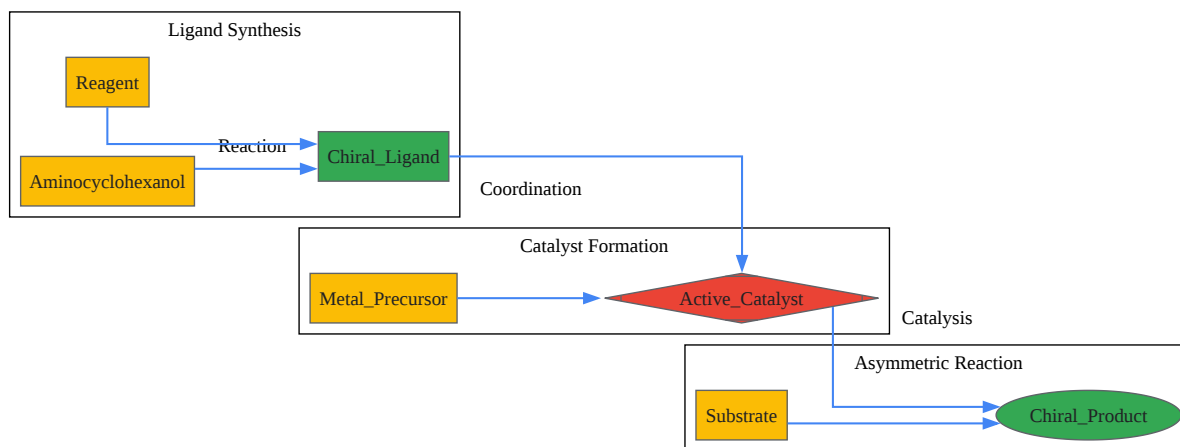 Ligand Synthesis
Reagent
Reaction
Chiral_Ligand
Aminocyclohexanol
Coordination
Catalyst Formation
Metal_Precursor
Active_Catalyst
Catalysis
Asymmetric Reaction
Substrate
Chiral_Product